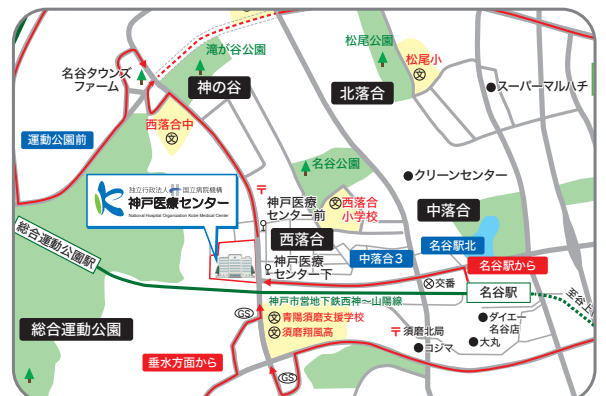 滝が谷公園
松尾公園
松尾小
文
名谷タウンズ
ファーム
神の谷
北落合
スーパーマルハチ
西落合中
文
運動公園前
名谷公園
クリーンセンター
独立行政法人 国立病院機構
神戸医療センター
National Hospital Organization Kobe Medical Center
神戸医療
センター前
文西落合
小学校
中落合
西落合
名谷駅北
総合運動公園駅
神戸医療
センター下
中落合3
名谷駅から
交番
名谷駅
至谷上
神戸市営地下鉄西神～山陽線
GS
文青陽須磨支援学校
文須磨翔風高
総合運動公園
〒須磨北局
コジマ
ダイエー
名谷店
大丸
垂水方面から
GS